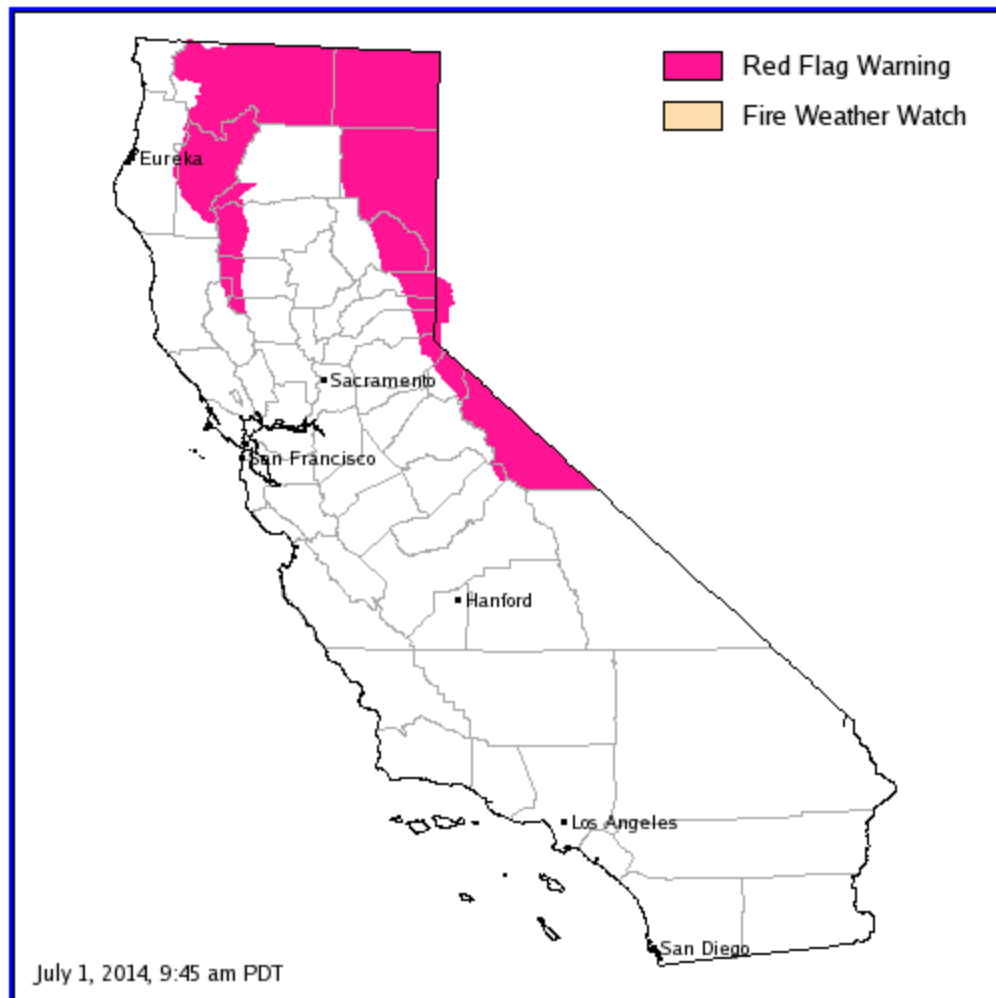 Red Flag Warning
Fire Weather Watch
Eureka
Sacramento
San Francisco
Hanford
Los Angeles
San Diego
July 1, 2014, 9:45 am PDT